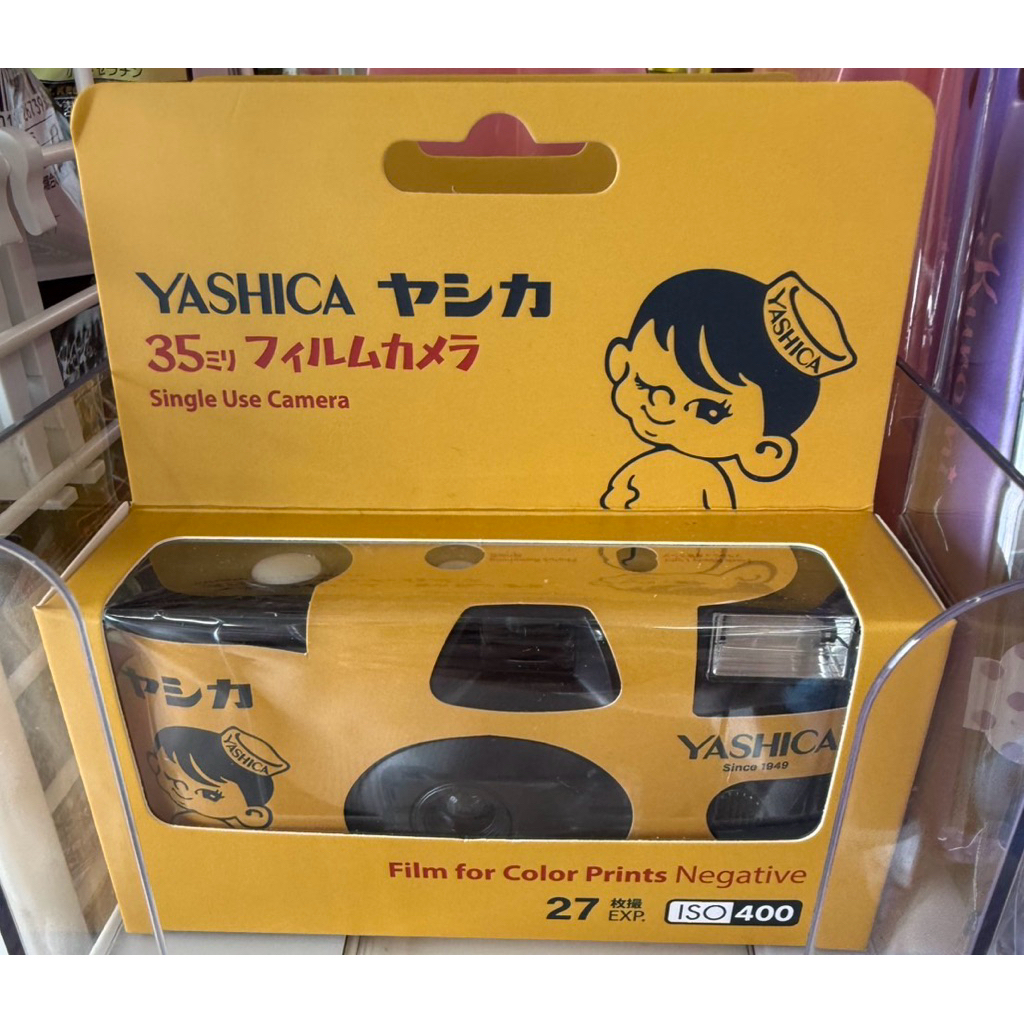 YASHICA ヤシカ
35ミリ フィルムカメラ
Single Use Camera
YASHICA
ヤシカ
YASHICA
YASHICA
Since 1949
Film for Color Prints Negative
27 枚撮 EXP. ISO 400